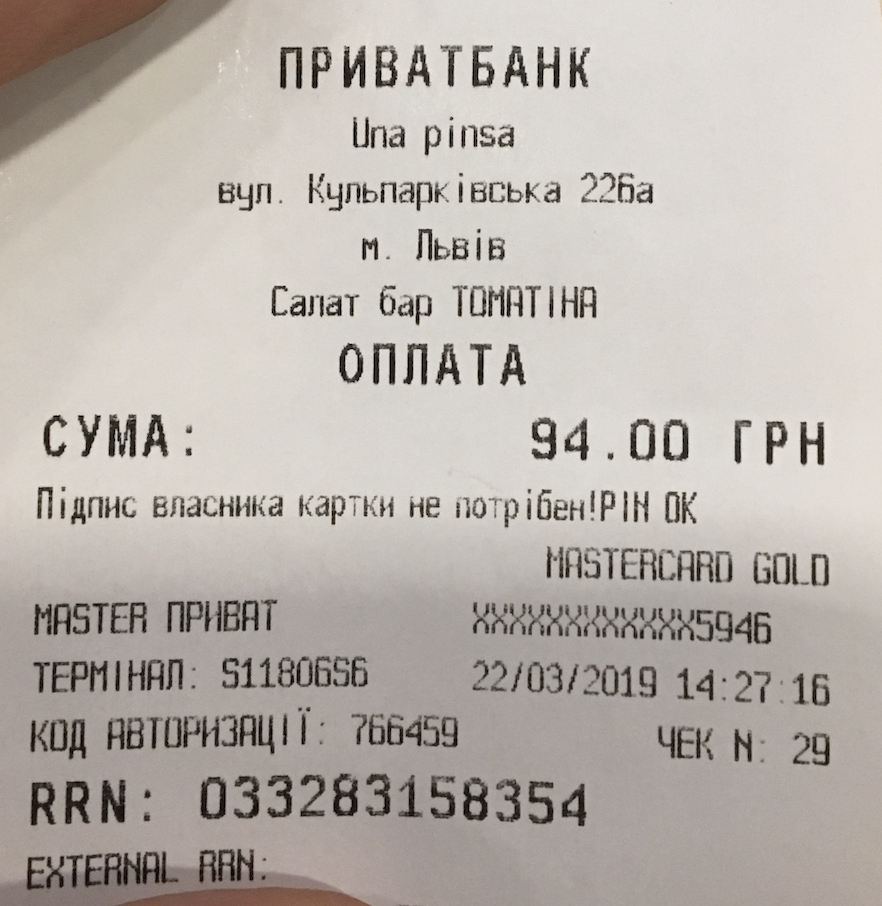 ПРИВАТБАНК
Una pinsa
вул. Кульпарківська 226а
м. Львів
Салат бар ТОМАТІНА
ОПЛАТА
СУМА: 94.00 ГРН
Підпис власника картки не потрібен!PIN OK
MASTERCARD GOLD
MASTER ПРИВАТ XXXXXXXXXXXX5946
ТЕРМІНАЛ: S11806S6 22/03/2019 14:27:16
КОД АВТОРИЗАЦІЇ: 766459 ЧЕК N: 29
RRN: 033283158354
EXTERNAL RRN: